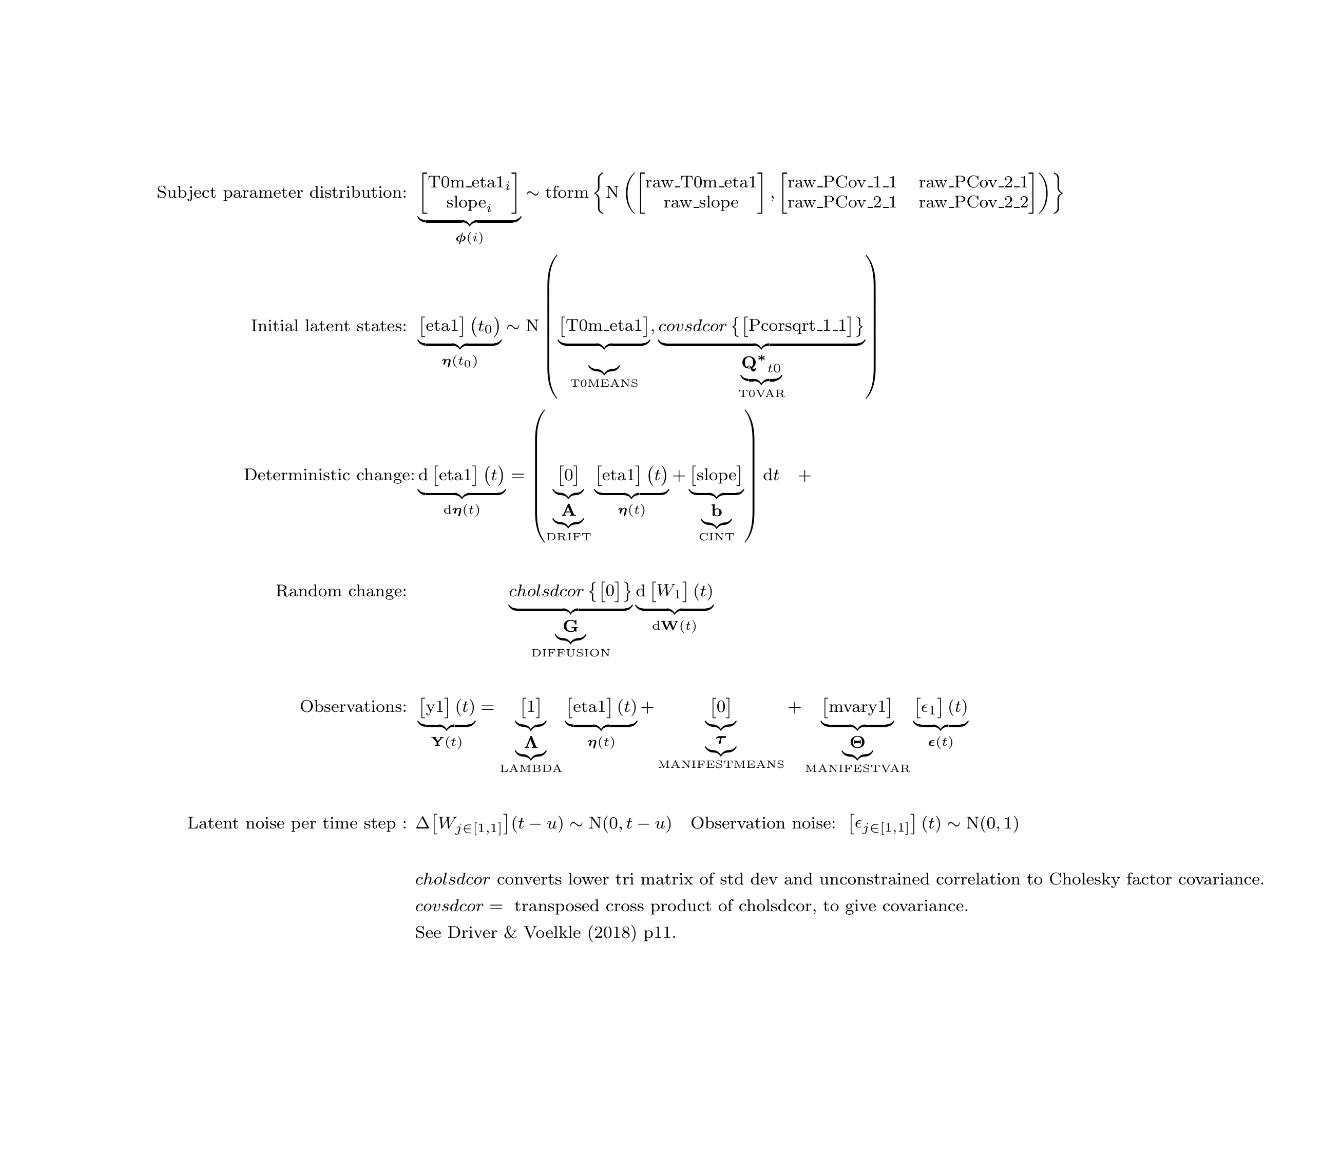 Subject parameter distribution: [T0m_eta1ᵢ slopeᵢ] ∼ tform {N ([raw_T0m_eta1 raw_slope], [raw_PCov_1_1 raw_PCov_2_1 raw_PCov_2_1 raw_PCov_2_2])}
ϕ(i)
Initial latent states: [eta1] (t₀) ∼ N ([T0m_eta1], covsdcor {[Pcorsqrt_1_1]})
η(t₀) Q*ₜ₀
T0MEANS T0VAR
Deterministic change: d [eta1] (t) = ([0] [eta1] (t) + [slope]) dt +
dη(t) A η(t) b
DRIFT CINT
Random change: cholsdcor {[0]} d [W₁] (t)
G dW(t)
DIFFUSION
Observations: [y1] (t) = [1] [eta1] (t) + [0] + [mvary1] [ϵ₁] (t)
Y(t) Λ η(t) τ Θ ϵ(t)
LAMBDA MANIFESTMEANS MANIFESTVAR
Latent noise per time step : Δ[W_{j∈[1,1]}](t − u) ∼ N(0, t − u) Observation noise: [ϵ_{j∈[1,1]}] (t) ∼ N(0, 1)
cholsdcor converts lower tri matrix of std dev and unconstrained correlation to Cholesky factor covariance.
covsdcor = transposed cross product of cholsdcor, to give covariance.
See Driver & Voelkle (2018) p11.